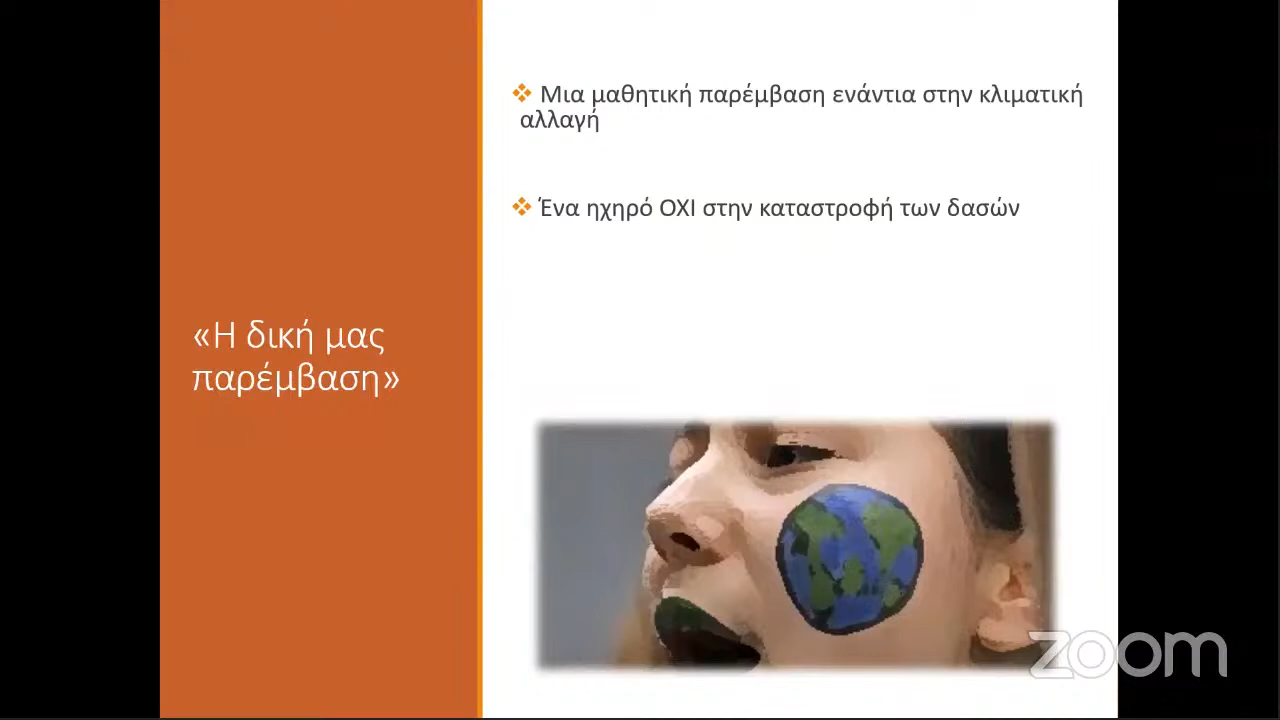 «Η δική μας
παρέμβαση»
Μια μαθητική παρέμβαση ενάντια στην κλιματική
αλλαγή
Ένα ηχηρό ΟΧΙ στην καταστροφή των δασών
zoom